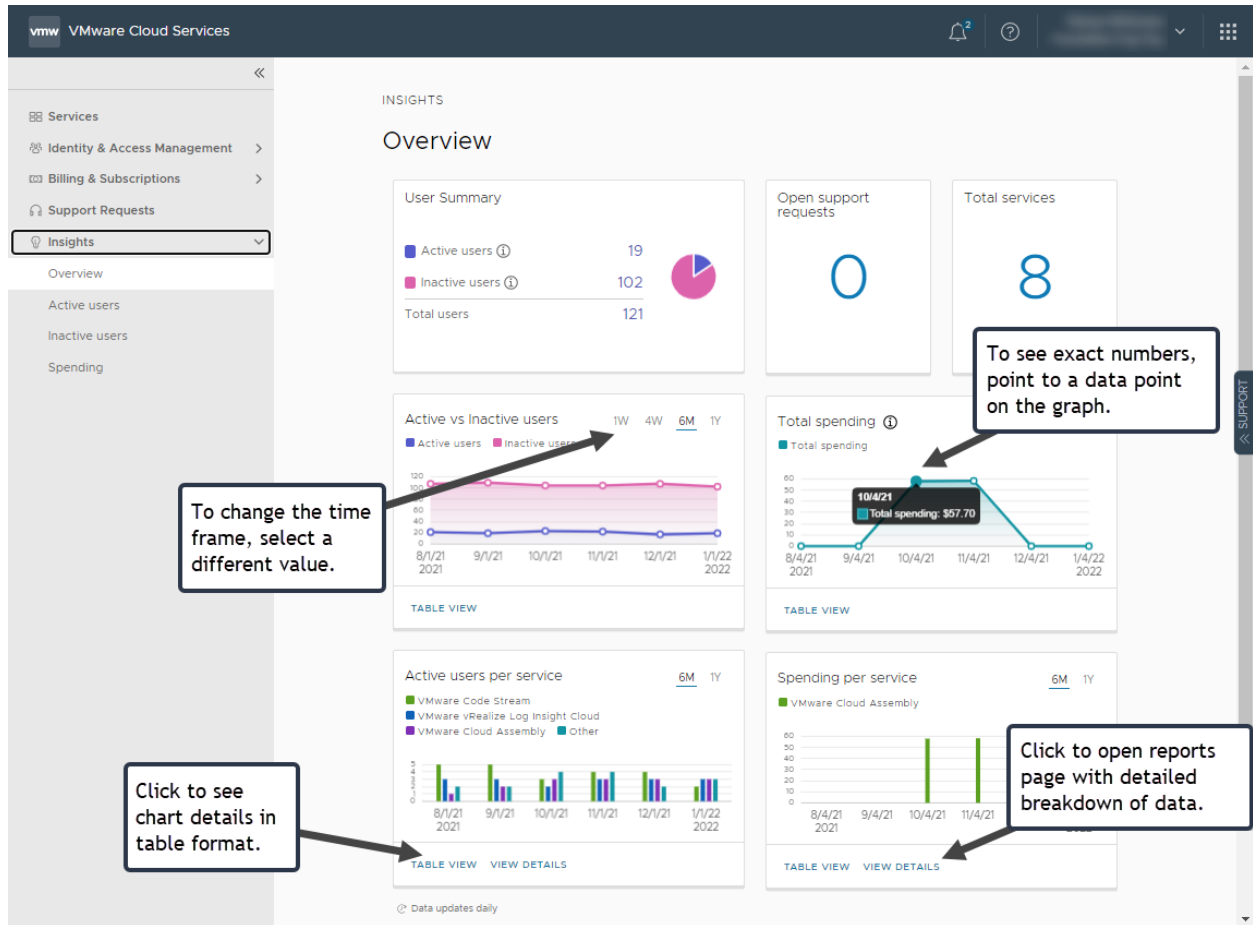 vmw VMware Cloud Services
2
Services
Identity & Access Management
Billing & Subscriptions
Support Requests
Insights
Overview
Active users
Inactive users
Spending
INSIGHTS
Overview
User Summary
Active users 19
Inactive users 102
Total users 121
Open support
requests
0
Total services
8
To see exact numbers,
point to a data point
on the graph.
SUPPORT
Active vs Inactive users 1W 4W 6M 1Y
Active users Inactive users
120
100
60
40
20
0
8/1/21 9/1/21 10/1/21 11/1/21 12/1/21 1/1/22
2021 2022
TABLE VIEW
To change the time
frame, select a
different value.
Total spending
Total spending
60
50
40
30
20
10
0
10/4/21
Total spending: $57.70
8/4/21 9/4/21 10/4/21 11/4/21 12/4/21 1/4/22
2021 2022
TABLE VIEW
Active users per service 6M 1Y
VMware Code Stream
VMware vRealize Log Insight Cloud
VMware Cloud Assembly Other
5
4
3
2
1
0
8/1/21 9/1/21 10/1/21 11/1/21 12/1/21 1/1/22
2021 2022
TABLE VIEW VIEW DETAILS
Click to see
chart details in
table format.
Spending per service 6M 1Y
VMware Cloud Assembly
60
50
40
30
20
10
0
8/4/21 9/4/21 10/4/21 11/4/21
2021
TABLE VIEW VIEW DETAILS
Click to open reports
page with detailed
breakdown of data.
Data updates daily